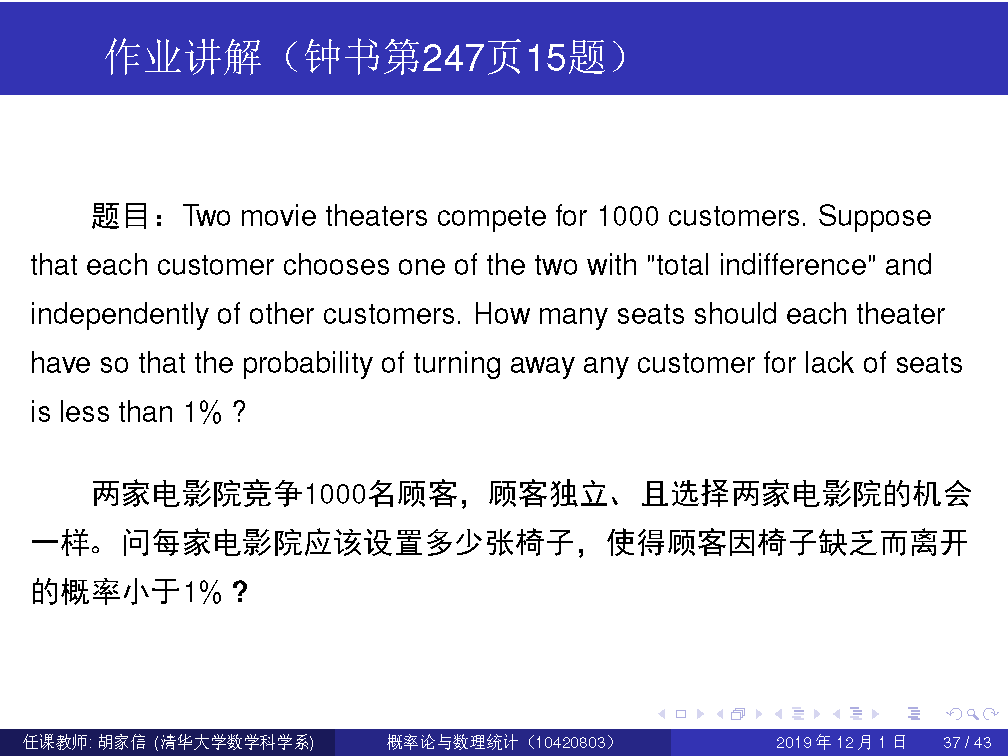 作业讲解（钟书第247页15题）
题目：Two movie theaters compete for 1000 customers. Suppose
that each customer chooses one of the two with "total indifference" and
independently of other customers. How many seats should each theater
have so that the probability of turning away any customer for lack of seats
is less than 1% ?
两家电影院竞争1000名顾客，顾客独立、且选择两家电影院的机会
一样。问每家电影院应该设置多少张椅子，使得顾客因椅子缺乏而离开
的概率小于1% ?
任课教师: 胡家信 (清华大学数学科学系) 概率论与数理统计（10420803） 2019 年 12 月 1 日 37 / 43